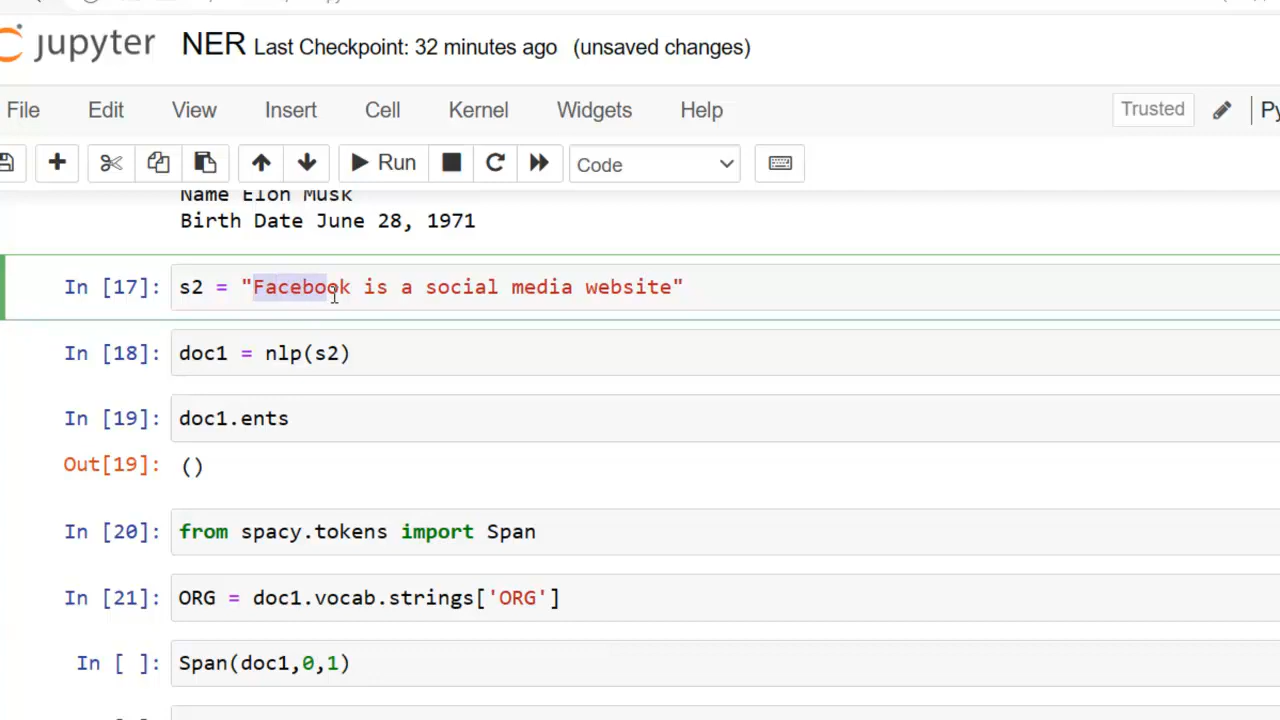 jupyter NER Last Checkpoint: 32 minutes ago (unsaved changes)
File Edit View Insert Cell Kernel Widgets Help Trusted Py
Run Code
Name Elon Musk
Birth Date June 28, 1971
In [17]: s2 = "Facebook is a social media website"
In [18]: doc1 = nlp(s2)
In [19]: doc1.ents
Out[19]: ()
In [20]: from spacy.tokens import Span
In [21]: ORG = doc1.vocab.strings['ORG']
In [ ]: Span(doc1,0,1)